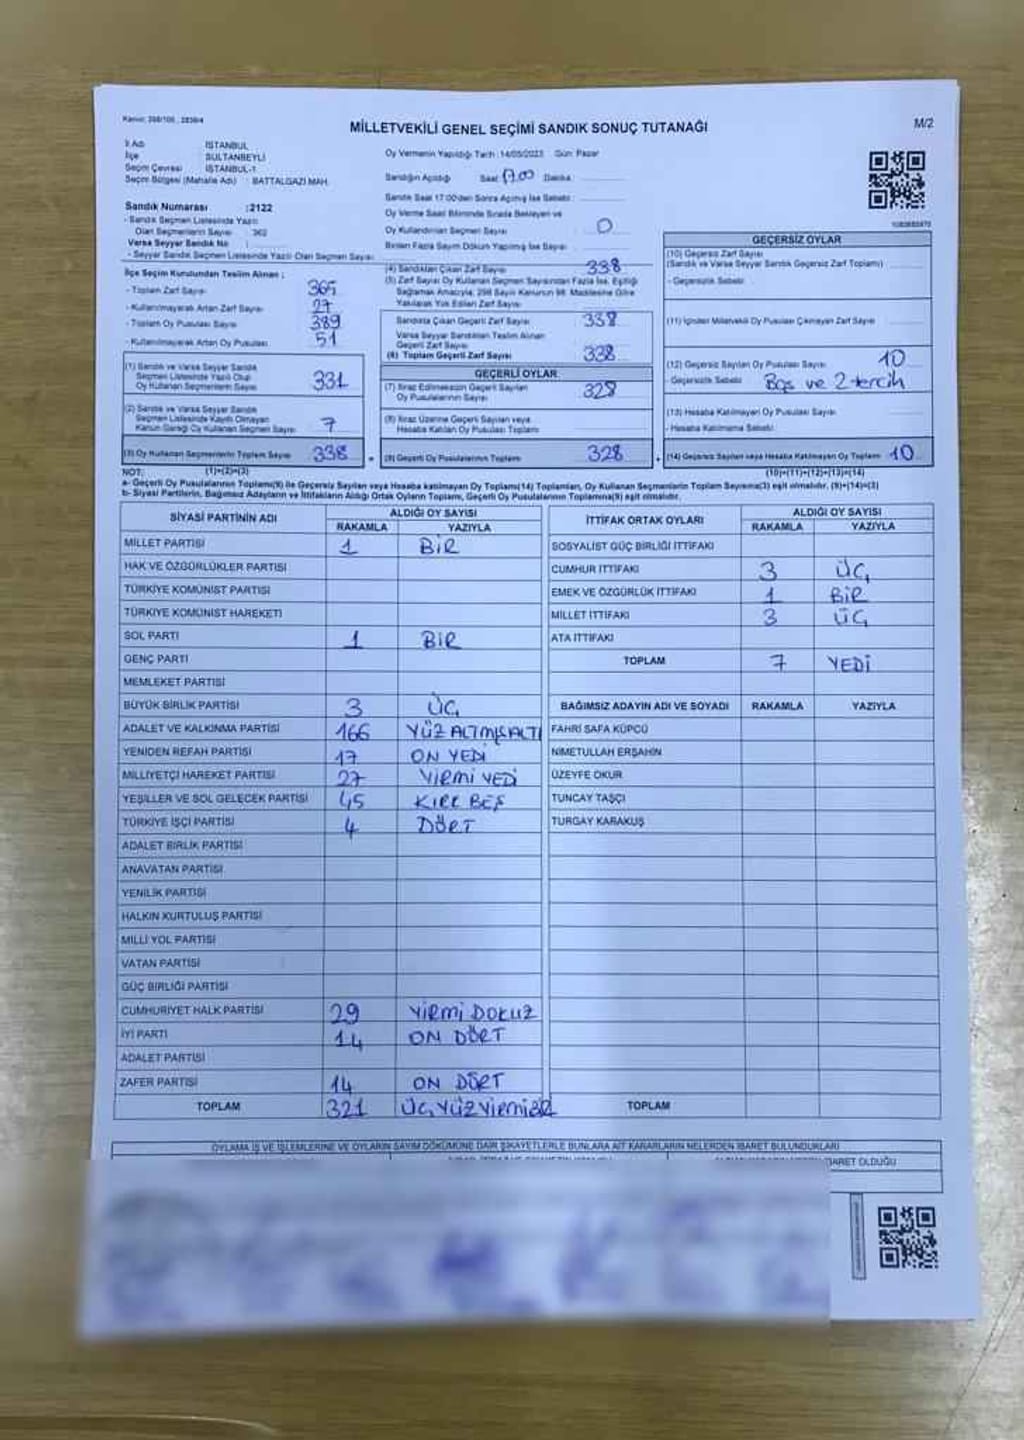 MİLLETVEKİLİ GENEL SEÇİMİ SANDIK SONUÇ TUTANAĞI
M/2
İl Adı İSTANBUL
İlçe SULTANBEYLİ
Seçim Çevresi İSTANBUL-1
Seçim Bölgesi (Mahalle Adı) : BATTALGAZİ MAH.
Sandık Numarası :2122
- Sandık Seçmen Listesinde Yazılı
Olan Seçmenlerin Sayısı : 362
Varsa Seyyar Sandık No :
- Seyyar Sandık Seçmen Listesinde Yazılı Olan Seçmen Sayısı
Oy Vermenin Yapıldığı Tarih : 14/05/2023 Gün: Pazar
Sandığın Açıldığı Saat 17.00 Dakika
Sandık Saat 17:00'den Sonra Açılmış İse Sebebi
Oy Verme Saati Bitiminde Sırada Bekleyen ve
Oy Kullandırılan Seçmen Sayısı 0
Birden Fazla Sayım Döküm Yapılmış İse Sayısı
İlçe Seçim Kurulundan Teslim Alınan ;
- Toplam Zarf Sayısı 365
- Kullanılmayarak Artan Zarf Sayısı 27
- Toplam Oy Pusulası Sayısı 389
- Kullanılmayarak Artan Oy Pusulası 51
(1) Sandık ve Varsa Seyyar Sandık
Seçmen Listesinde Yazılı Olup
Oy Kullanan Seçmenlerin Sayısı 331
(2) Sandık ve Varsa Seyyar Sandık
Seçmen Listesinde Kayıtlı Olmayan
Kanun Gereği Oy Kullanan Seçmen Sayısı 7
(3) Oy Kullanan Seçmenlerin Toplam Sayısı 338
(4) Sandıktan Çıkan Zarf Sayısı 338
(5) Zarf Sayısı Oy Kullanan Seçmen Sayısından Fazla İse, Eşitliği
Sağlamak Amacıyla, 298 Sayılı Kanunun 98. Maddesine Göre
Yakılarak Yok Edilen Zarf Sayısı
Sandıkta Çıkan Geçerli Zarf Sayısı 338
Varsa Seyyar Sandıktan Teslim Alınan
Geçerli Zarf Sayısı
(6) Toplam Geçerli Zarf Sayısı 338
GEÇERLİ OYLAR
(7) İtiraz Edilmeksizin Geçerli Sayılan
Oy Pusulalarının Sayısı 328
(8) İtiraz Üzerine Geçerli Sayılan veya
Hesaba Katılan Oy Pusulası Toplamı
(9) Geçerli Oy Pusulalarının Toplamı 328
GEÇERSİZ OYLAR
(10) Geçersiz Zarf Sayısı
(Sandık ve Varsa Seyyar Sandık Geçersiz Zarf Toplamı)
- Geçersizlik Sebebi
(11) İçinden Milletvekili Oy Pusulası Çıkmayan Zarf Sayısı
(12) Geçersiz Sayılan Oy Pusulası Sayısı 10
- Geçersizlik Sebebi Boş ve 2 tercih
(13) Hesaba Katılmayan Oy Pusulası Sayısı
- Hesaba Katılmama Sebebi
(14) Geçersiz Sayılan veya Hesaba Katılmayan Oy Toplamı 10
NOT: (1)+(2)=(3) (10)+(11)+(12)+(13)=(14)
a- Geçerli Oy Pusulalarının Toplamı(9) ile Geçersiz Sayılan veya Hesaba katılmayan Oy Toplamı(14) Toplamları, Oy Kullanan Seçmenlerin Toplam Sayısına(3) eşit olmalıdır. (9)+(14)=(3)
b- Siyasi Partilerin, Bağımsız Adayların ve İttifakların Aldığı Ortak Oyların Toplamı, Geçerli Oy Pusulalarının Toplamına(9) eşit olmalıdır.
SİYASİ PARTİNİN ADI ALDIĞI OY SAYISI
RAKAMLA YAZIYLA
MİLLET PARTİSİ 1 BİR
HAK VE ÖZGÜRLÜKLER PARTİSİ
TÜRKİYE KOMÜNİST PARTİSİ
TÜRKİYE KOMÜNİST HAREKETİ
SOL PARTİ 1 BİR
GENÇ PARTİ
MEMLEKET PARTİSİ
BÜYÜK BİRLİK PARTİSİ 3 ÜÇ
ADALET VE KALKINMA PARTİSİ 166 YÜZ ALTMIŞALTI
YENİDEN REFAH PARTİSİ 17 ON YEDİ
MİLLİYETÇİ HAREKET PARTİSİ 27 YİRMİ YEDİ
YEŞİLLER VE SOL GELECEK PARTİSİ 45 KIRK BEŞ
TÜRKİYE İŞÇİ PARTİSİ 4 DÖRT
ADALET BİRLİK PARTİSİ
ANAVATAN PARTİSİ
YENİLİK PARTİSİ
HALKIN KURTULUŞ PARTİSİ
MİLLİ YOL PARTİSİ
VATAN PARTİSİ
GÜÇ BİRLİĞİ PARTİSİ
CUMHURİYET HALK PARTİSİ 29 YİRMİ DOKUZ
İYİ PARTİ 14 ON DÖRT
ADALET PARTİSİ
ZAFER PARTİSİ 14 ON DÖRT
TOPLAM 321 ÜÇ YÜZ YİRMİ BİR
İTTİFAK ORTAK OYLARI ALDIĞI OY SAYISI
RAKAMLA YAZIYLA
SOSYALİST GÜÇ BİRLİĞİ İTTİFAKI
CUMHUR İTTİFAKI 3 ÜÇ
EMEK VE ÖZGÜRLÜK İTTİFAKI 1 BİR
MİLLET İTTİFAKI 3 ÜÇ
ATA İTTİFAKI
TOPLAM 7 YEDİ
BAĞIMSIZ ADAYIN ADI VE SOYADI RAKAMLA YAZIYLA
FAHRİ SAFA KÜPCÜ
NİMETULLAH ERŞAHİN
ÜZEYFE OKUR
TUNCAY TAŞÇI
TURGAY KARAKUŞ
TOPLAM
OYLAMA İŞ VE İŞLEMLERİNE VE OYLARIN SAYIM DÖKÜMÜNE DAİR ŞİKAYETLERLE BUNLARA AİT KARARLARIN NELERDEN İBARET BULUNDUKLARI
OLDUĞU